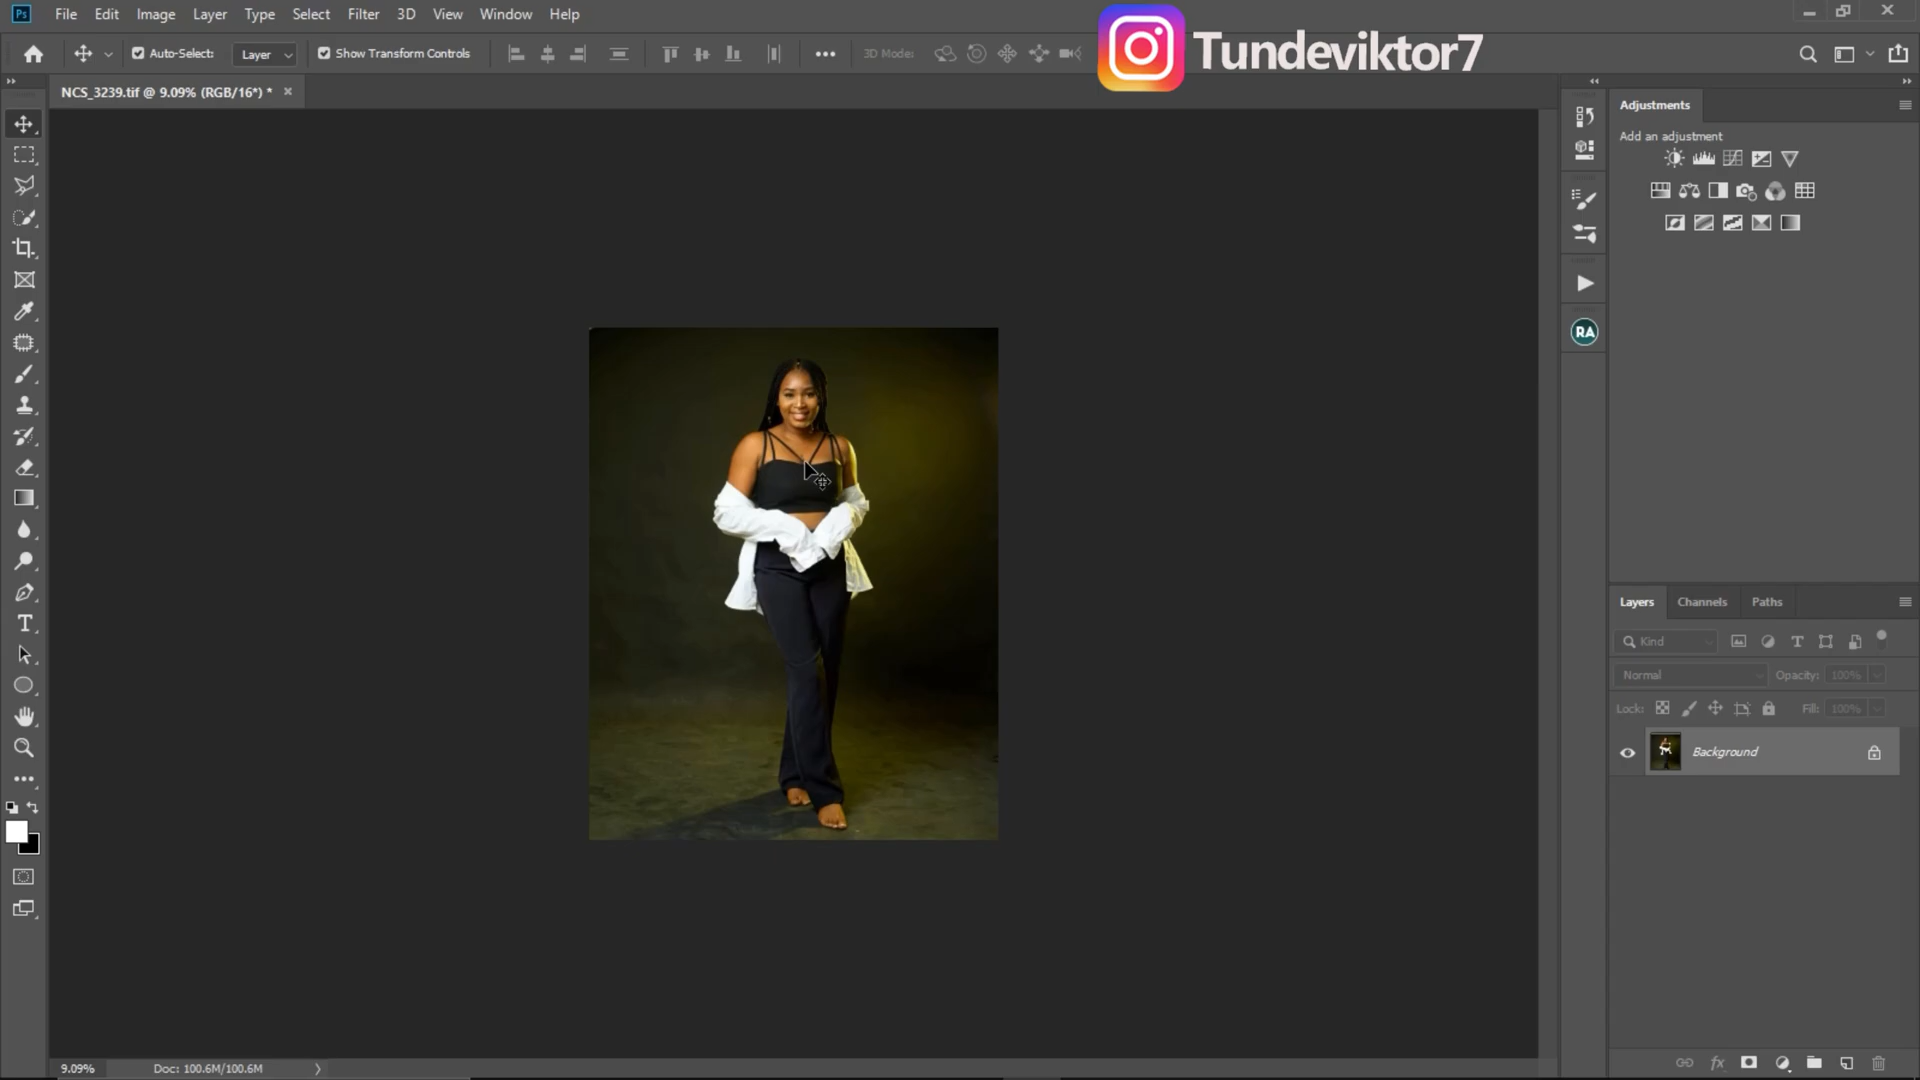 Ps File Edit Image Layer Type Select Filter 3D View Window Help
Auto-Select: Layer Show Transform Controls 3D Mode:
Tundeviktor7
NCS_3239.tif @ 9.09% (RGB/16*) *
Adjustments
Add an adjustment
RA
Layers Channels Paths
Kind
Normal Opacity: 100%
Lock: Fill: 100%
Background
fx
9.09% Doc: 100.6M/100.6M